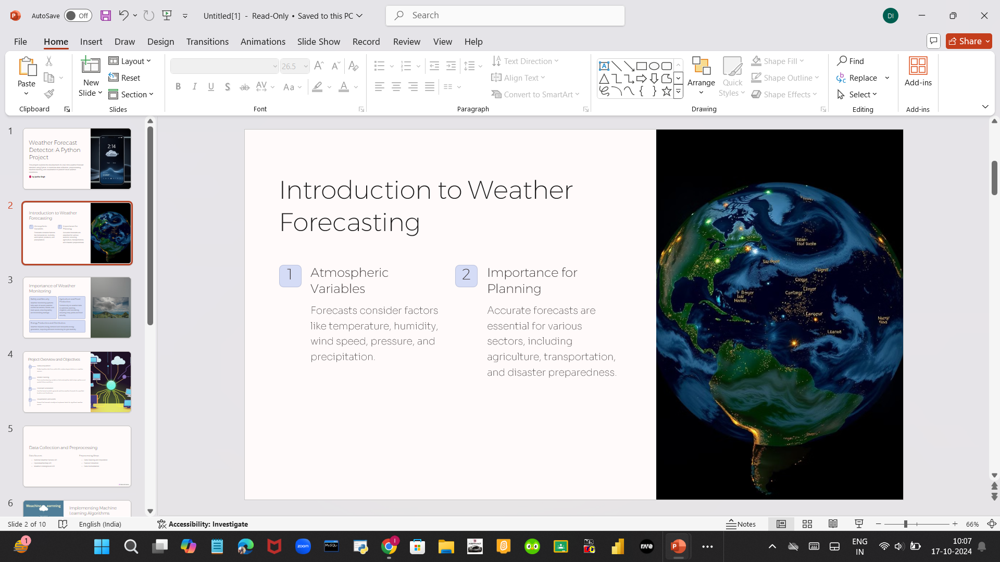 AutoSave Off
Untitled[1] - Read-Only • Saved to this PC
Search
DI
File Home Insert Draw Design Transitions Animations Slide Show Record Review View Help
Share
Paste
Clipboard
New Slide
Layout
Reset
Section
Slides
26.5
Font
Text Direction
Align Text
Convert to SmartArt
Paragraph
Arrange
Quick Styles
Shape Fill
Shape Outline
Shape Effects
Drawing
Find
Replace
Select
Editing
Add-ins
Add-ins
1
Weather Forecast
Detector: A Python
Project
2:14
2
Introduction to Weather
Forecasting
3
Importance of Weather
Monitoring
4
Project Overview and Objectives
5
Data Collection and Preprocessing
6
Weachine earnning
Implementing Machine
Learning Algorithms
Introduction to Weather
Forecasting
1
Atmospheric
Variables
Forecasts consider factors
like temperature, humidity,
wind speed, pressure, and
precipitation.
2
Importance for
Planning
Accurate forecasts are
essential for various
sectors, including
agriculture, transportation,
and disaster preparedness.
Slide 2 of 10
English (India)
Accessibility: Investigate
Notes
66%
1
zoom
MySQL
ENG
IN
10:07
17-10-2024